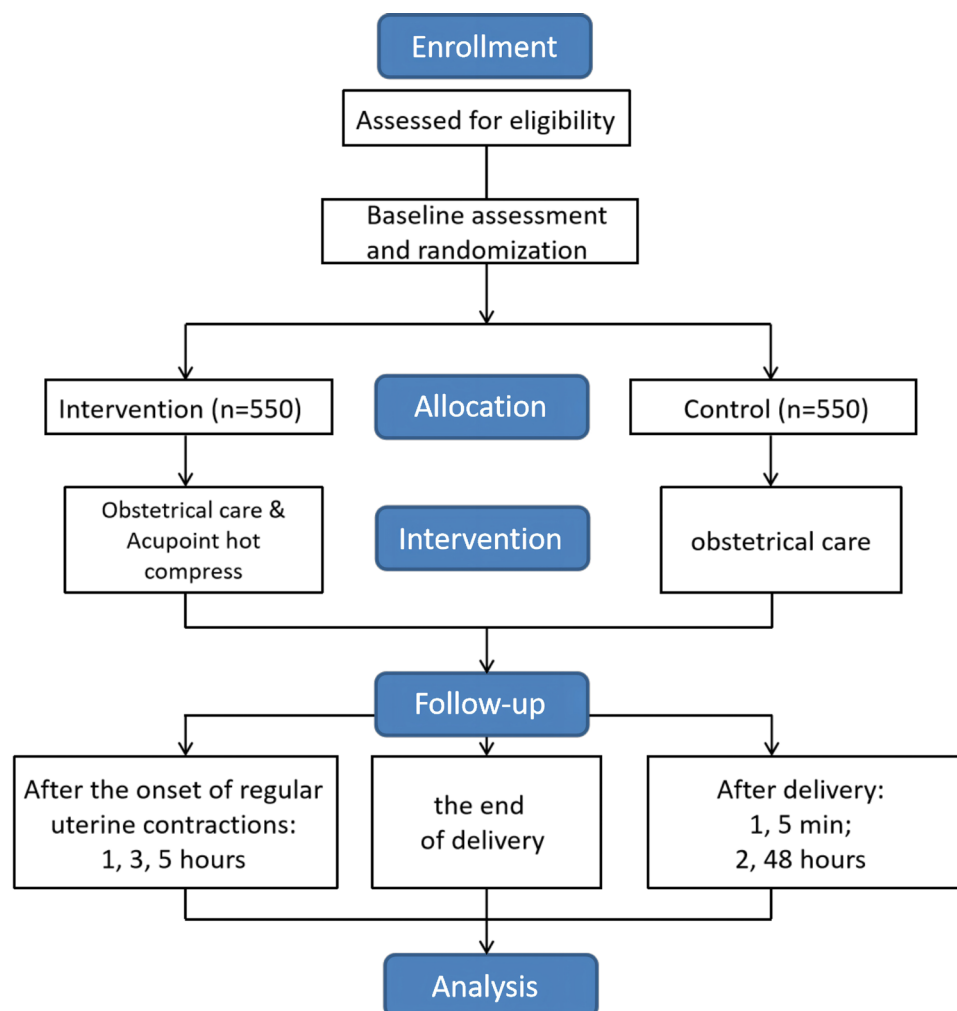 Enrollment
Assessed for eligibility
Baseline assessment
and randomization
Intervention (n=550)
Allocation
Control (n=550)
Obstetrical care &
Acupoint hot
compress
Intervention
obstetrical care
Follow-up
After the onset of regular
uterine contractions:
1, 3, 5 hours
the end
of delivery
After delivery:
1, 5 min;
2, 48 hours
Analysis